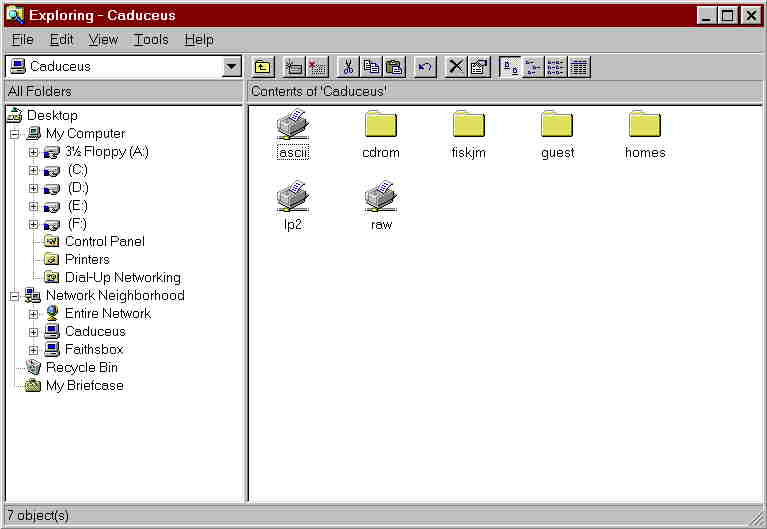 Exploring - Caduceus
File Edit View Tools Help
Caduceus
All Folders
Contents of 'Caduceus'
Desktop
My Computer
3½ Floppy (A:)
(C:)
(D:)
(E:)
(F:)
Control Panel
Printers
Dial-Up Networking
Network Neighborhood
Entire Network
Caduceus
Faithsbox
Recycle Bin
My Briefcase
ascii cdrom fiskjm guest homes
lp2 raw
7 object(s)